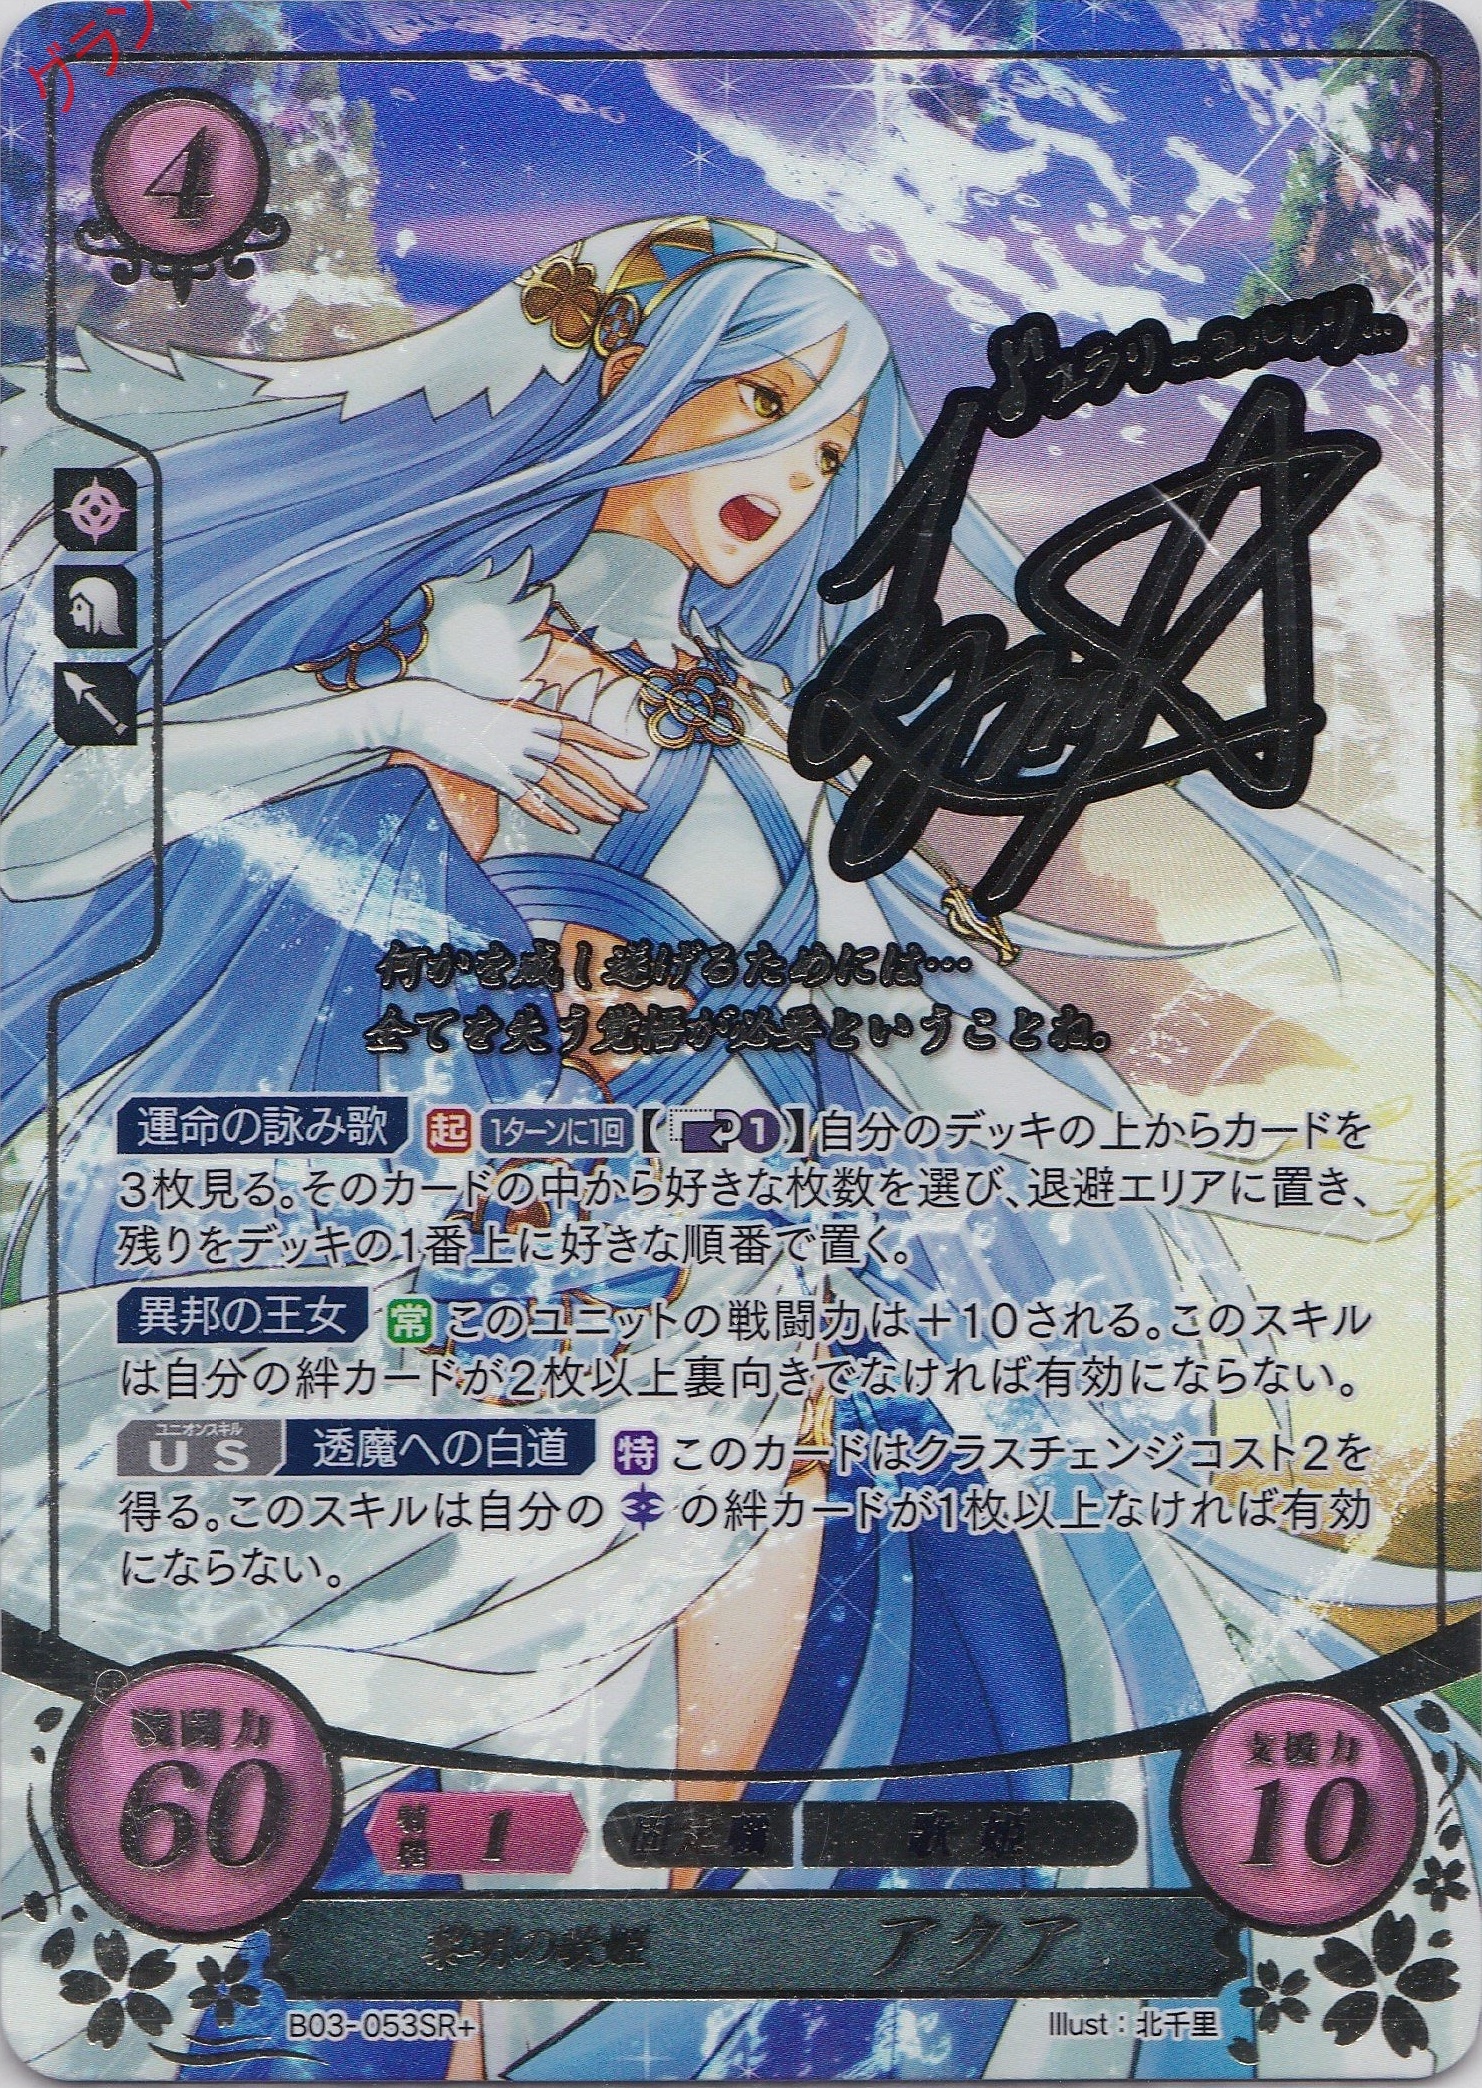 グラン
4
ユラリ ユルレリ…
何かを成し遂げるためには…
全てを失う覚悟が必要ということね。
運命の詠み歌 起 1ターンに1回【 1】自分のデッキの上からカードを
3枚見る。そのカードの中から好きな枚数を選び、退避エリアに置き、
残りをデッキの1番上に好きな順番で置く。
異邦の王女 常 このユニットの戦闘力は+10される。このスキル
は自分の絆カードが2枚以上裏向きでなければ有効にならない。
ユニオンスキル
US 透魔への白道 特 このカードはクラスチェンジコスト2を
得る。このスキルは自分の の絆カードが1枚以上なければ有効
にならない。
戦闘力
60
射程 1
歌姫
支援力
10
黎明の歌姫 アクア
B03-053SR+
Illust:北千里